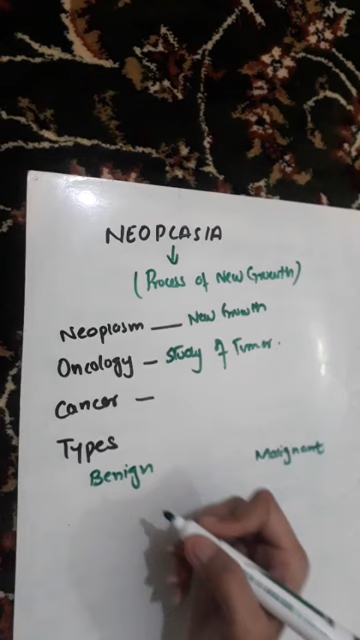 NEOPLASIA
(Process of New Growth)
Neoplasm — New Growth
Oncology – Study of Tumor.
Cancer –
Types
Benign Malignant